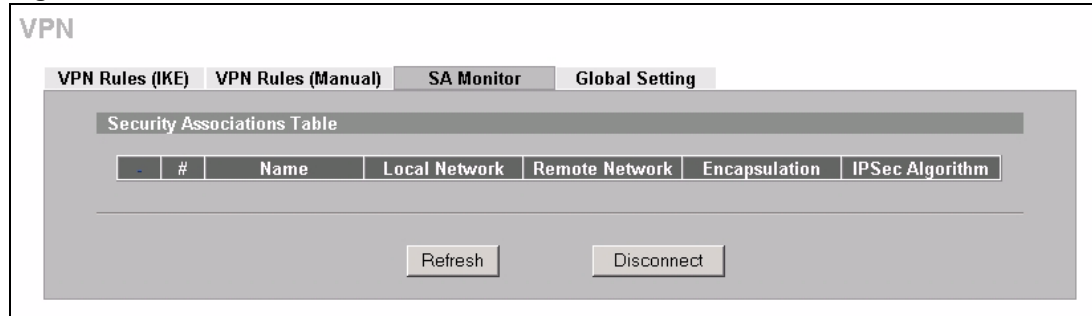 VPN
VPN Rules (IKE) VPN Rules (Manual) SA Monitor Global Setting
Security Associations Table
- # Name Local Network Remote Network Encapsulation IPSec Algorithm
Refresh Disconnect